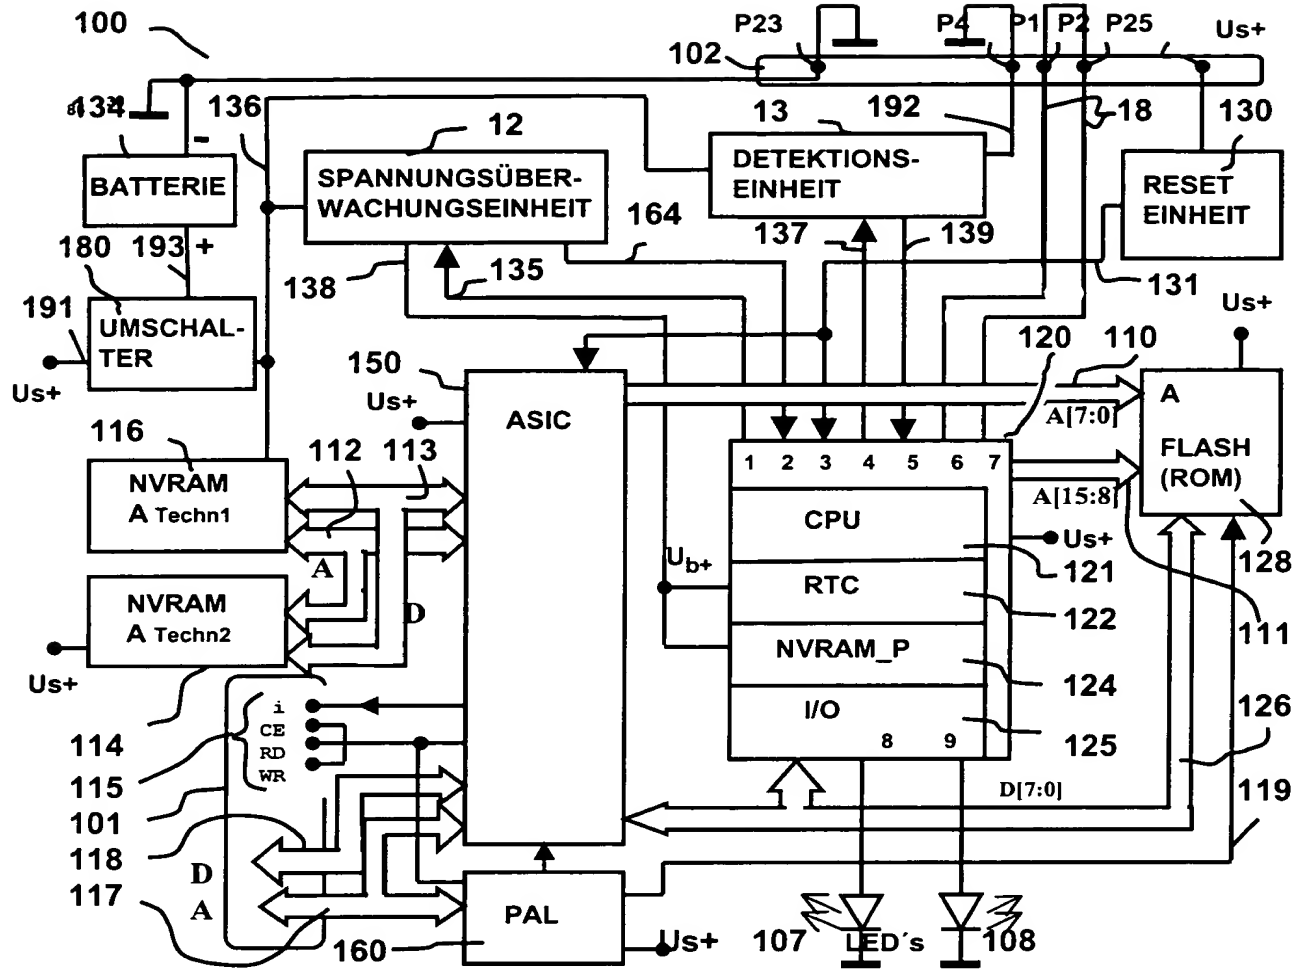 100
P23
P4
P1
P2
P25
Us+
102
134
136
12
13
192
18
130
-
BATTERIE
SPANNUNGSÜBER-
WACHUNGSEINHEIT
DETEKTIONS-
EINHEIT
RESET
EINHEIT
180
193 +
138
135
164
137
139
131
191
UMSCHAL-
TER
Us+
Us+
150
Us+
ASIC
120
110
A
A[7:0]
FLASH
(ROM)
116
112
113
NVRAM
A Techn1
1 2 3 4 5 6 7
A[15:8]
CPU
Us+
128
A
Ub+
121
NVRAM
A Techn2
D
RTC
122
111
Us+
NVRAM_P
124
114
i
CE
RD
WR
I/O
125
126
115
8 9
D[7:0]
119
101
118
D
A
117
PAL
160
Us+
107
LED´s
108